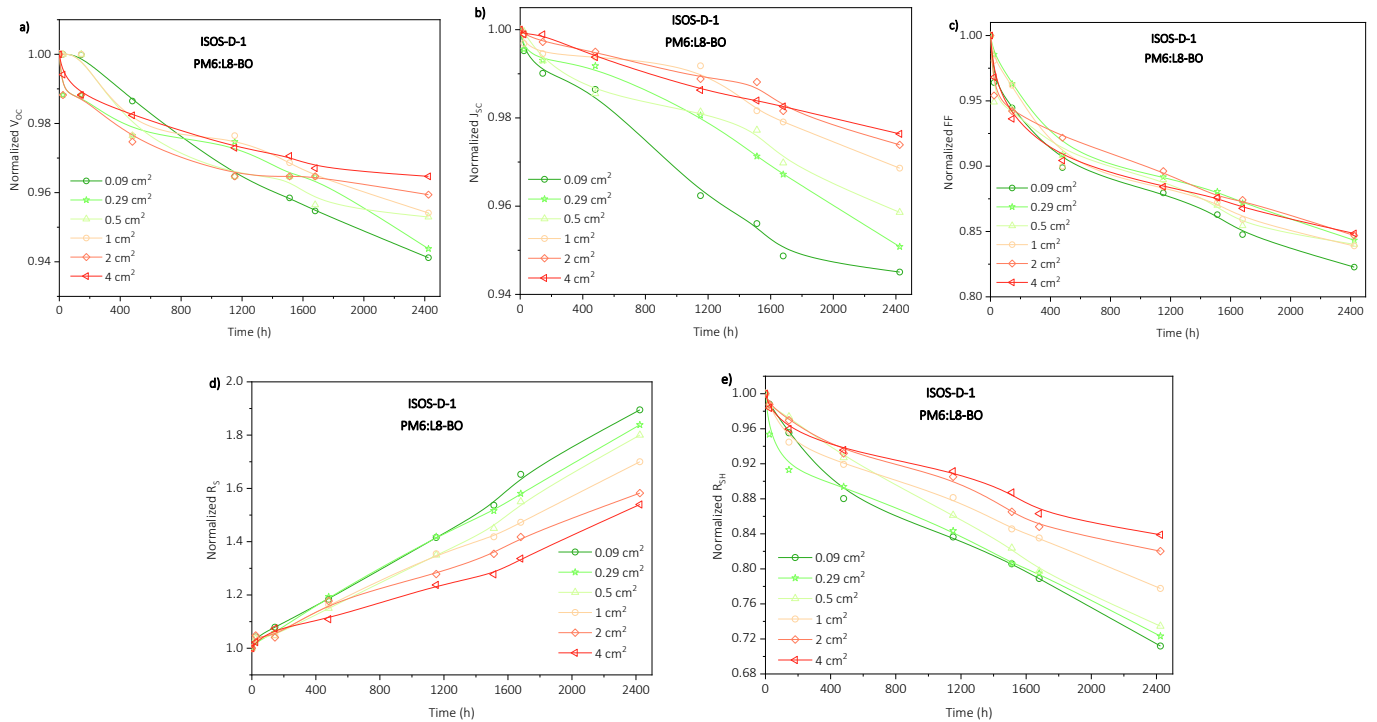 a)
ISOS-D-1
PM6:L8-BO
Normalized V_OC
1.00
0.98
0.96
0.94
0.09 cm²
0.29 cm²
0.5 cm²
1 cm²
2 cm²
4 cm²
0 400 800 1200 1600 2000 2400
Time (h)
b)
ISOS-D-1
PM6:L8-BO
Normalized J_SC
1.00
0.98
0.96
0.94
0.09 cm²
0.29 cm²
0.5 cm²
1 cm²
2 cm²
4 cm²
0 400 800 1200 1600 2000 2400
Time (h)
c)
ISOS-D-1
PM6:L8-BO
Normalized FF
1.00
0.95
0.90
0.85
0.80
0.09 cm²
0.29 cm²
0.5 cm²
1 cm²
2 cm²
4 cm²
0 400 800 1200 1600 2000 2400
Time (h)
d)
ISOS-D-1
PM6:L8-BO
Normalized R_S
2.0
1.8
1.6
1.4
1.2
1.0
0.09 cm²
0.29 cm²
0.5 cm²
1 cm²
2 cm²
4 cm²
0 400 800 1200 1600 2000 2400
Time (h)
e)
ISOS-D-1
PM6:L8-BO
Normalized R_SH
1.00
0.96
0.92
0.88
0.84
0.80
0.76
0.72
0.68
0.09 cm²
0.29 cm²
0.5 cm²
1 cm²
2 cm²
4 cm²
0 400 800 1200 1600 2000 2400
Time (h)